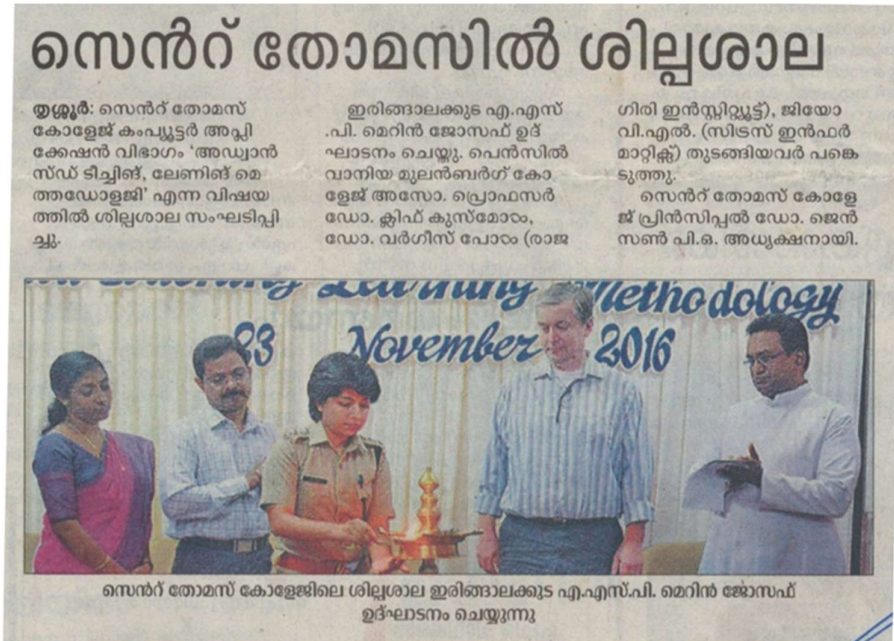 സെൻറ് തോമസിൽ ശില്പശാല
തൃശ്ശൂർ: സെൻറ് തോമസ്
കോളേജ് കംപ്യൂട്ടർ അപ്ലി
ക്കേഷൻ വിഭാഗം ‘അഡ്വാൻ
സ്ഡ് ടീച്ചിങ്, ലേണിങ് മെ
ത്തഡോളജി’ എന്ന വിഷയ
ത്തിൽ ശില്പശാല സംഘടിപ്പി
ച്ചു.
ഇരിങ്ങാലക്കുട എ.എസ്
.പി. മെറിൻ ജോസഫ് ഉദ്
ഘാടനം ചെയ്തു. പെൻസിൽ
വാനിയ മുലൻബർഗ് കോ
ളേജ് അസോ. പ്രൊഫസർ
ഡോ. ക്ലിഫ് കുസ്മോഠം,
ഡോ. വർഗീസ് പോഠം (രാജ
ഗിരി ഇൻസ്റ്റിറ്റ്യൂട്ട്), ജിയോ
വി.എൽ. (സിട്രസ് ഇൻഫർ
മാറ്റിക്സ്) തുടങ്ങിയവർ പങ്കെ
ടുത്തു.
സെൻറ് തോമസ് കോളേ
ജ് പ്രിൻസിപ്പൽ ഡോ. ജെൻ
സൺ പി.ഒ. അധ്യക്ഷനായി.
Learning Methodology
23 November 2016
സെൻറ് തോമസ് കോളേജിലെ ശില്പശാല ഇരിങ്ങാലക്കുട എ.എസ്.പി. മെറിൻ ജോസഫ്
ഉദ്ഘാടനം ചെയ്യുന്നു